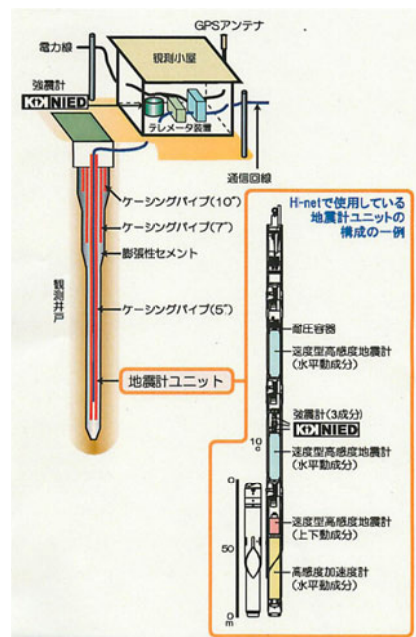 GPSアンテナ
電力線
観測小屋
強震計
KiK NIED
テレメータ装置
通信回線
ケーシングパイプ(10")
ケーシングパイプ(7")
膨張性セメント
観測井戸
ケーシングパイプ(5")
地震計ユニット
H-netで使用している
地震計ユニットの
構成の一例
耐圧容器
速度型高感度地震計
(水平動成分)
強震計(3成分)
KiK NIED
速度型高感度地震計
(水平動成分)
速度型高感度地震計
(上下動成分)
高感度加速度計
(水平動成分)
10
c
0
50
0
m